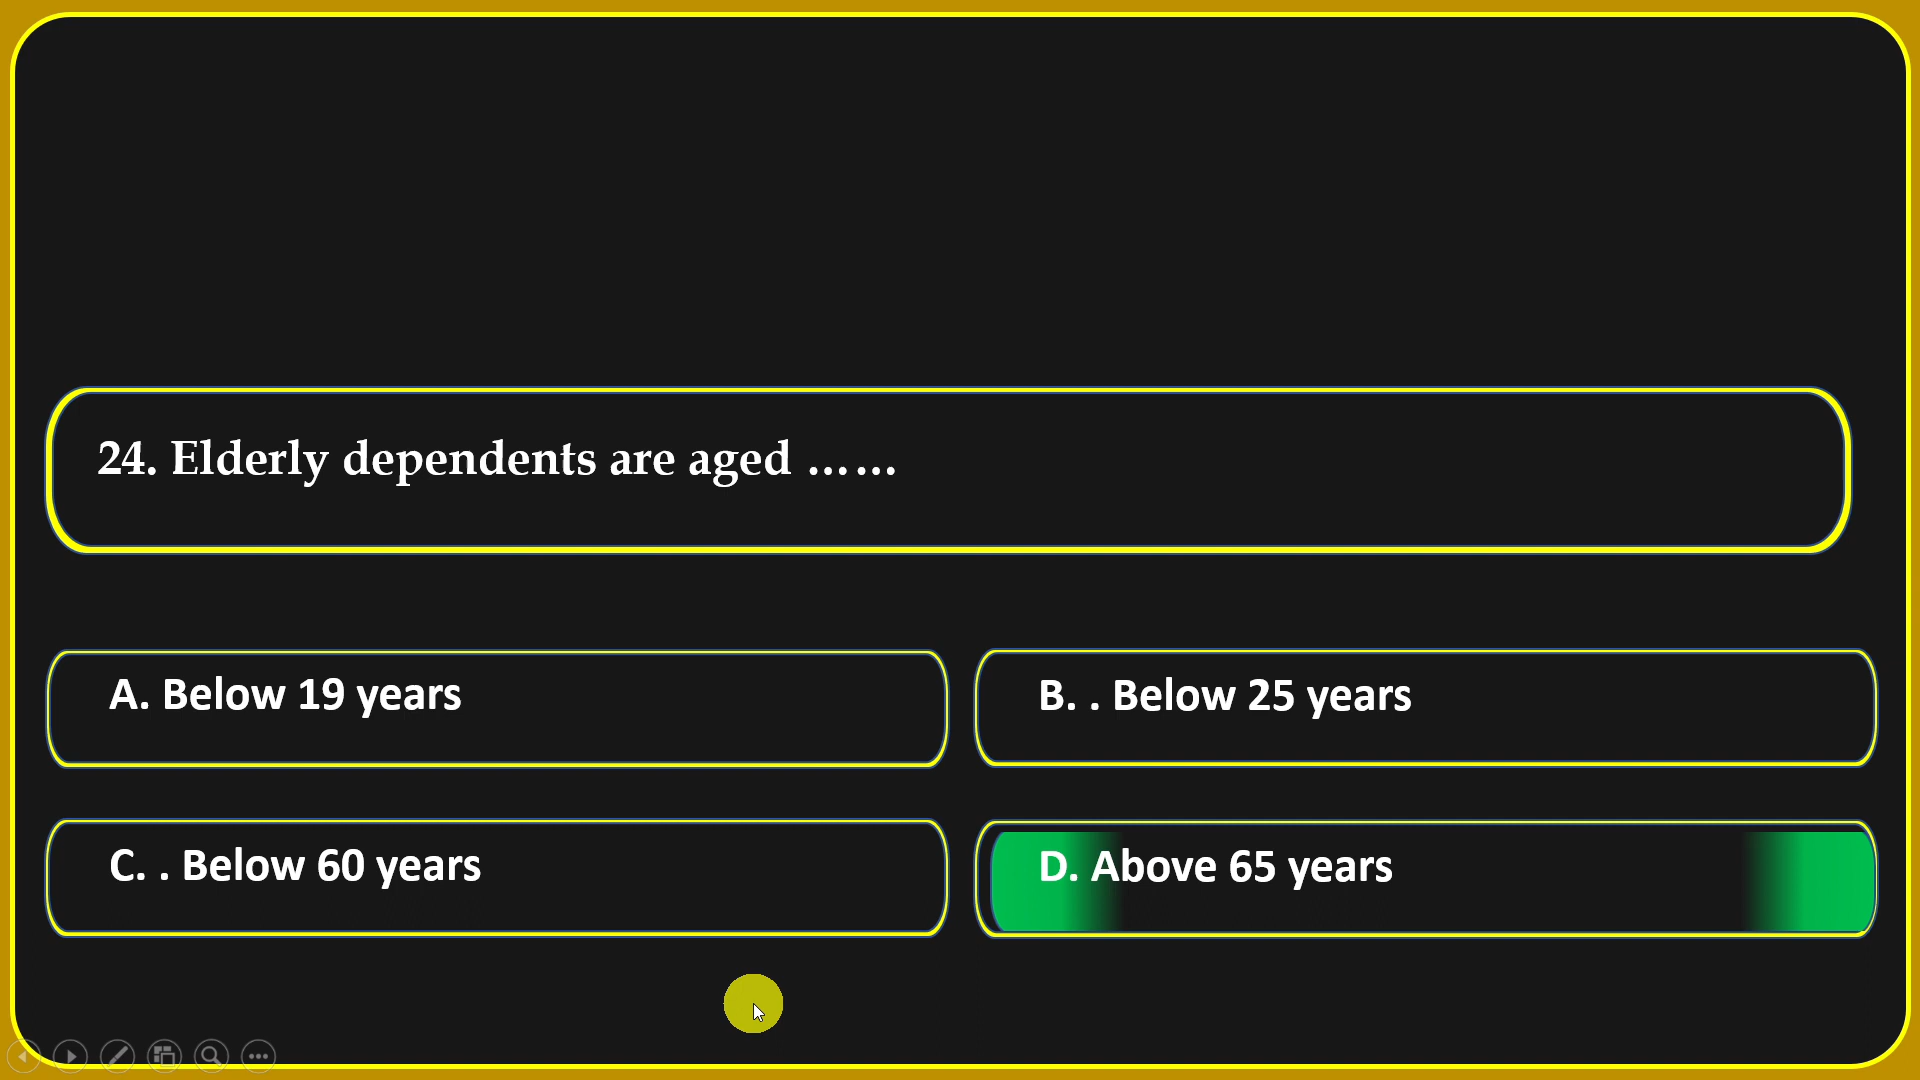 24. Elderly dependents are aged ……
A. Below 19 years
B. . Below 25 years
C. . Below 60 years
D. Above 65 years